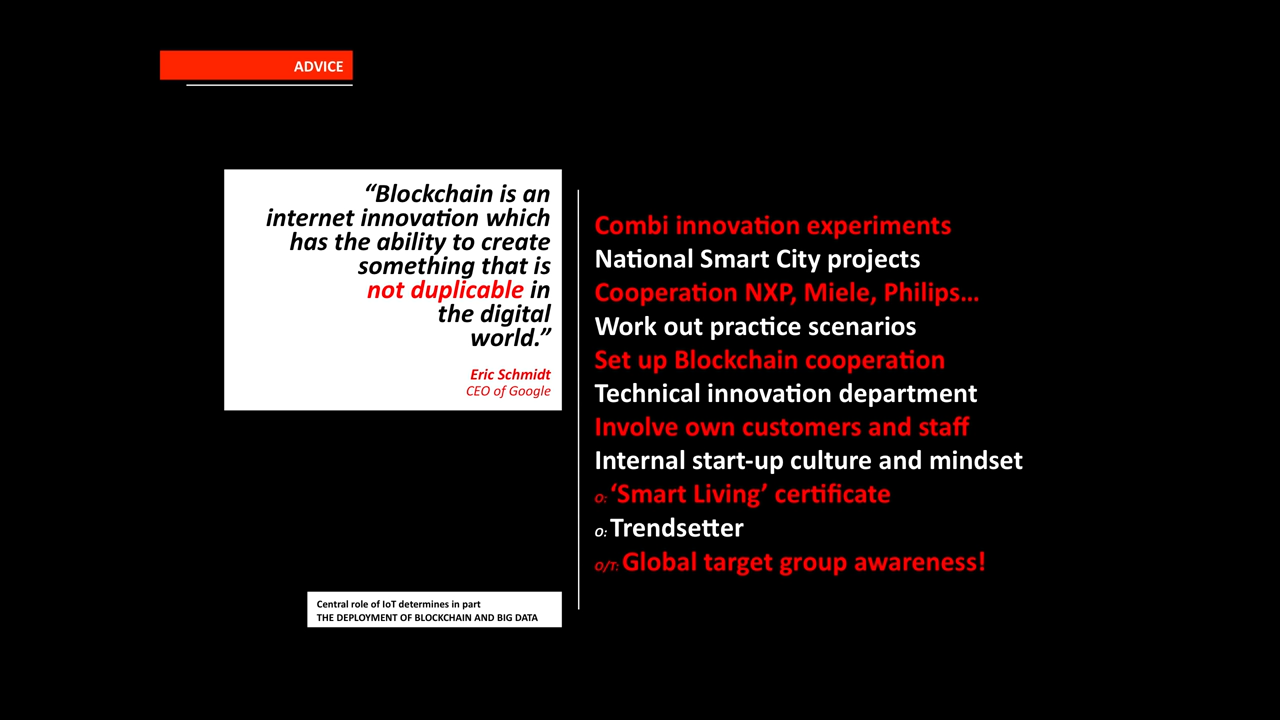 ADVICE
“Blockchain is an
internet innovation which
has the ability to create
something that is
not duplicable in
the digital
world.”
Eric Schmidt
CEO of Google
Combi innovation experiments
National Smart City projects
Cooperation NXP, Miele, Philips…
Work out practice scenarios
Set up Blockchain cooperation
Technical innovation department
Involve own customers and staff
Internal start-up culture and mindset
O: ‘Smart Living’ certificate
O: Trendsetter
O/T: Global target group awareness!
Central role of IoT determines in part
THE DEPLOYMENT OF BLOCKCHAIN AND BIG DATA